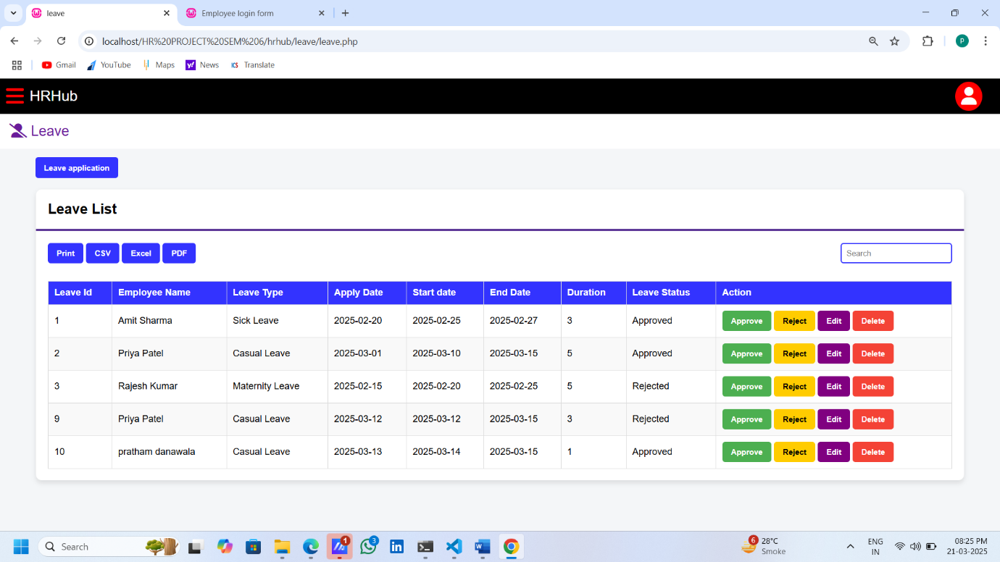 leave
Employee login form
localhost/HR%20PROJECT%20SEM%206/hrhub/leave/leave.php
P
Gmail
YouTube
Maps
y!
News
ICS
Translate
HRHub
Leave
Leave application
Leave List
Print CSV Excel PDF
Search
Leave Id Employee Name Leave Type Apply Date Start date End Date Duration Leave Status Action
1 Amit Sharma Sick Leave 2025-02-20 2025-02-25 2025-02-27 3 Approved Approve Reject Edit Delete
2 Priya Patel Casual Leave 2025-03-01 2025-03-10 2025-03-15 5 Approved Approve Reject Edit Delete
3 Rajesh Kumar Maternity Leave 2025-02-15 2025-02-20 2025-02-25 5 Rejected Approve Reject Edit Delete
9 Priya Patel Casual Leave 2025-03-12 2025-03-12 2025-03-15 3 Rejected Approve Reject Edit Delete
10 pratham danawala Casual Leave 2025-03-13 2025-03-14 2025-03-15 1 Approved Approve Reject Edit Delete
Search
1
3
in
W
6
28°C
Smoke
ENG
IN
08:25 PM
21-03-2025